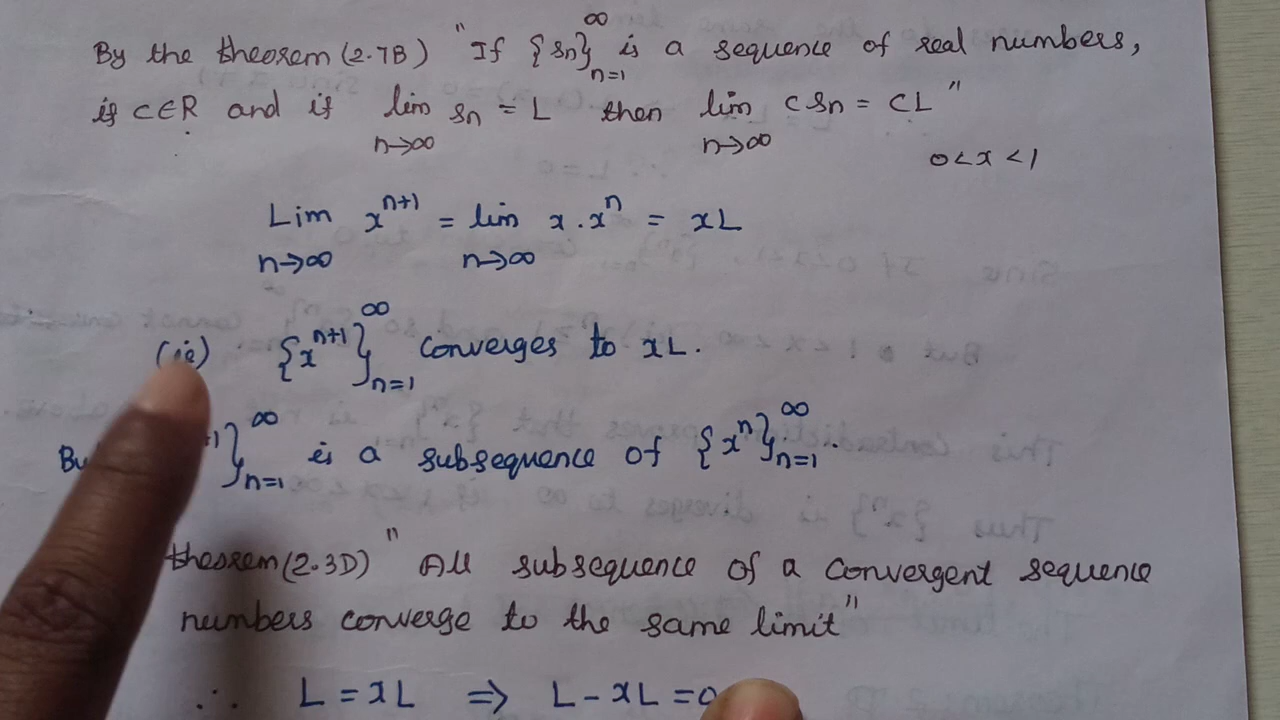 By the theorem (2.7B) "If {sn}∞n=1 is a sequence of real numbers,
if C∈R and if lim n→∞ sn = L then lim n→∞ c sn = CL"
0<x<1
Lim n→∞ x^n+1 = lim n→∞ x.x^n = xL
(ie) {x^n+1}∞n=1 converges to xL.
+1}∞n=1 is a subsequence of {x^n}∞n=1.
theorem (2.3D) "All subsequence of a convergent sequence
numbers converge to the same limit"
∴ L = xL ⇒ L - xL = 0